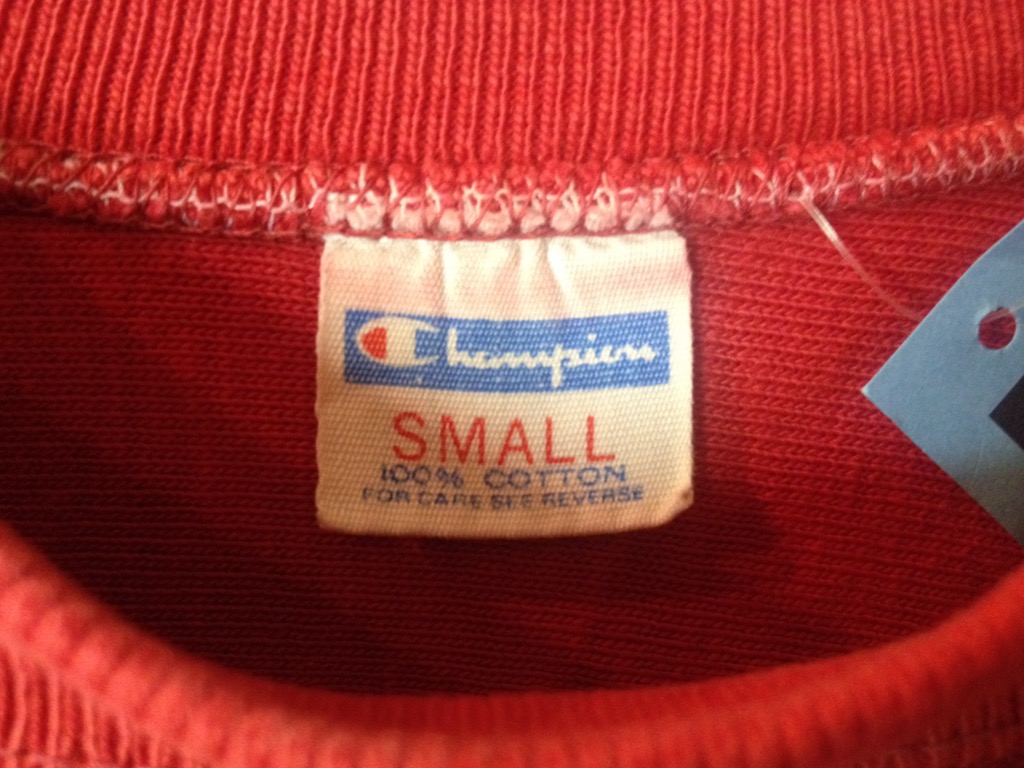 Champion
SMALL
100% COTTON
FOR CARE SEE REVERSE